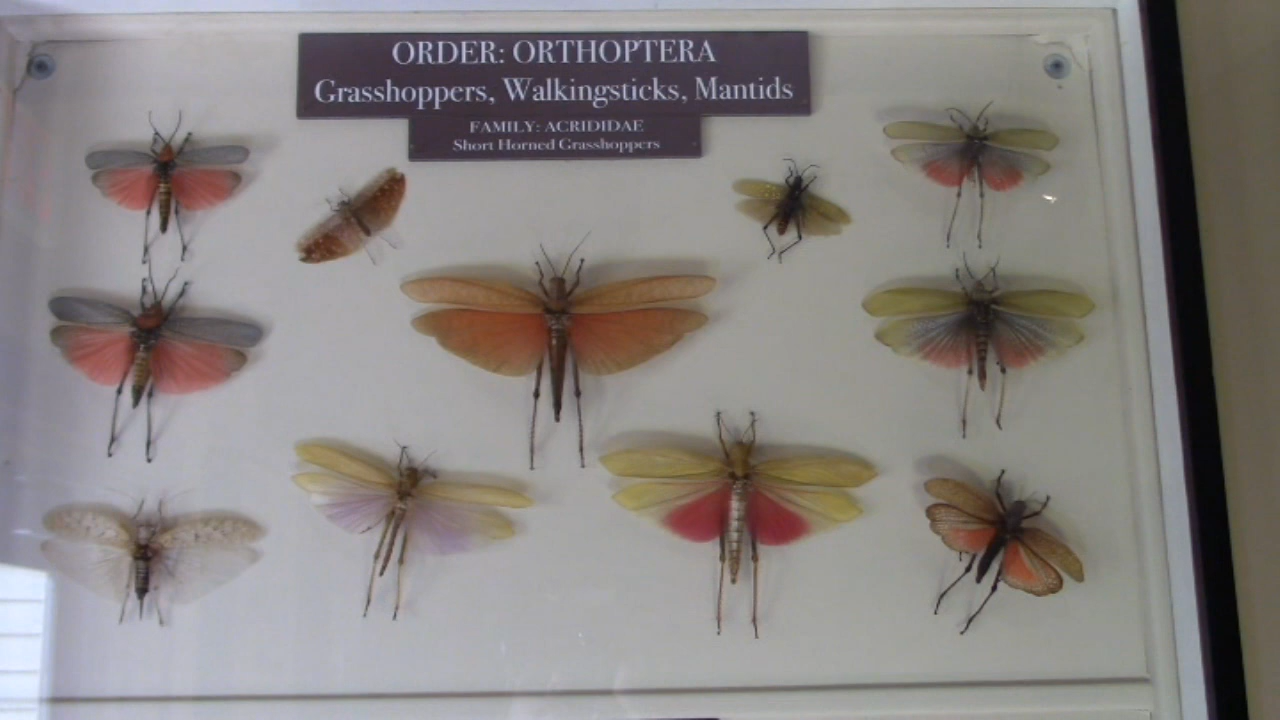 ORDER: ORTHOPTERA
Grasshoppers, Walkingsticks, Mantids
FAMILY: ACRIDIDAE
Short Horned Grasshoppers